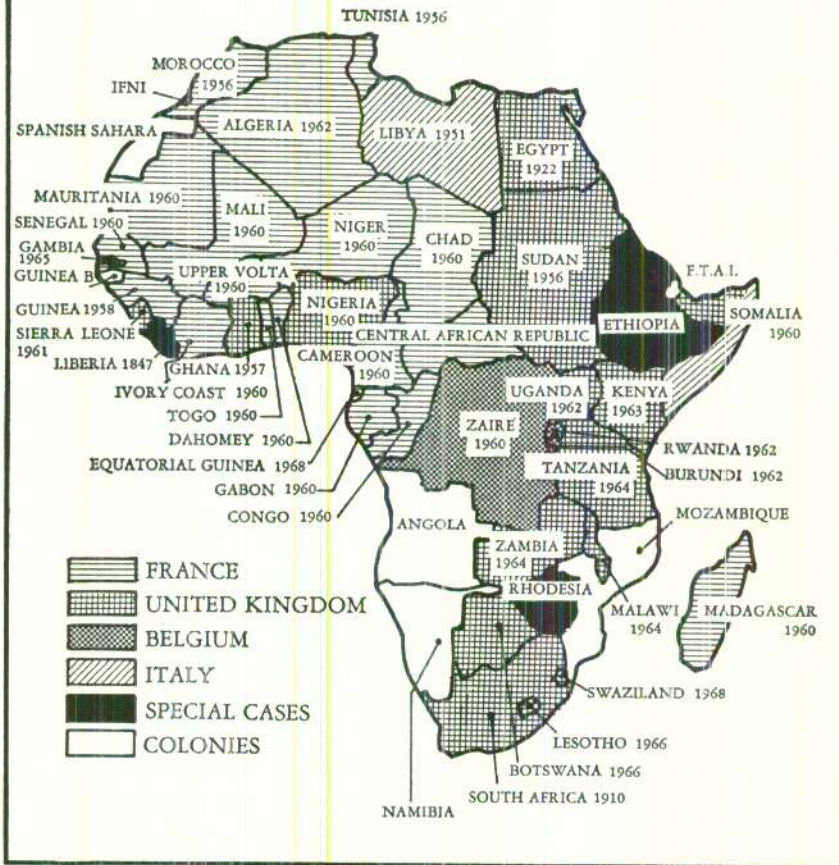 TUNISIA 1956
MOROCCO
1956
IFNI
SPANISH SAHARA
ALGERIA 1962
LIBYA 1951
EGYPT
1922
MAURITANIA 1960
SENEGAL 1960
GAMBIA
1965
GUINEA B
MALI
1960
NIGER
1960
CHAD
1960
SUDAN
1956
F.T.A.I.
UPPER VOLTA
1960
GUINEA 1958
SIERRA LEONE
1961
LIBERIA 1847
NIGERIA
1960
ETHIOPIA
SOMALIA
1960
CENTRAL AFRICAN REPUBLIC
GHANA 1957
CAMEROON
1960
IVORY COAST 1960
TOGO 1960
DAHOMEY 1960
EQUATORIAL GUINEA 1968
GABON 1960
CONGO 1960
UGANDA
1962
KENYA
1963
ZAIRE
1960
RWANDA 1962
BURUNDI 1962
TANZANIA
1964
ANGOLA
MOZAMBIQUE
ZAMBIA
1964
RHODESIA
MALAWI
1964
MADAGASCAR
1960
FRANCE
UNITED KINGDOM
BELGIUM
ITALY
SPECIAL CASES
COLONIES
SWAZILAND 1968
LESOTHO 1966
BOTSWANA 1966
SOUTH AFRICA 1910
NAMIBIA